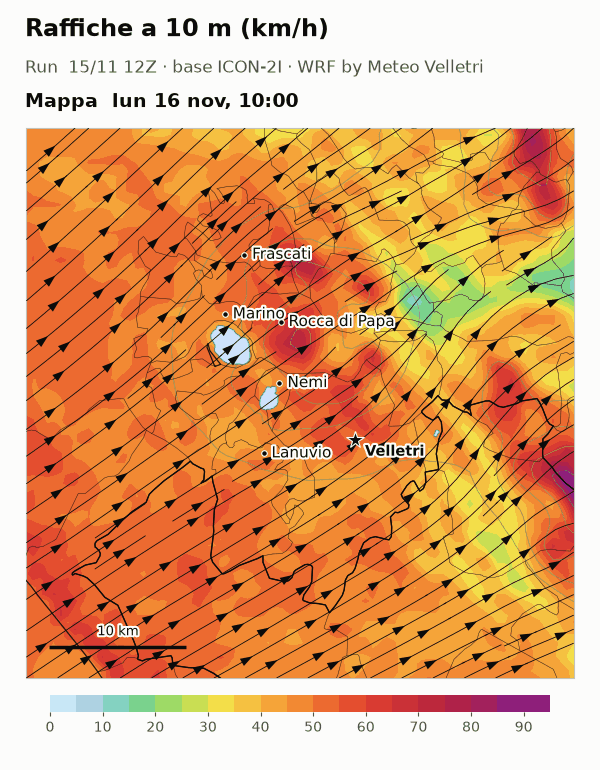 Raffiche a 10 m (km/h)
Run  15/11 12Z · base ICON-2I · WRF by Meteo Velletri
Mappa  lun 16 nov, 10:00
Frascati
Marino
Rocca di Papa
Nemi
Velletri
Lanuvio
10 km
0 10 20 30 40 50 60 70 80 90